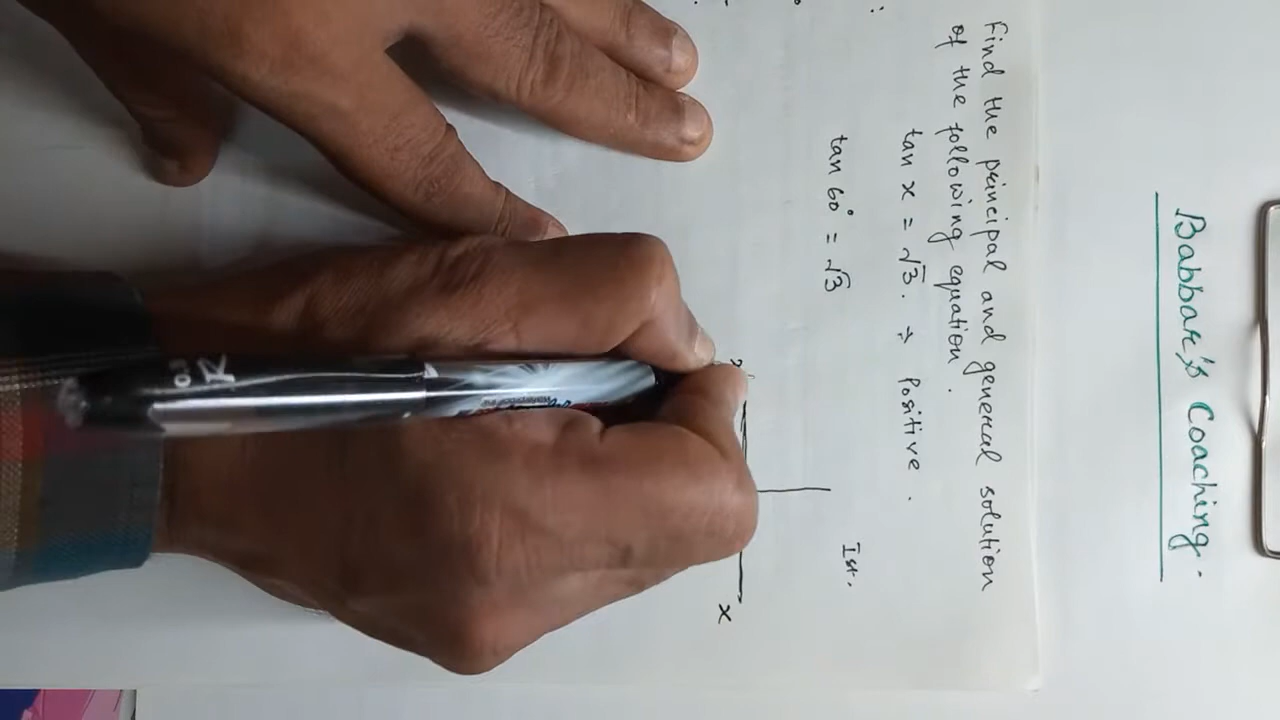 Babbar's Coaching.
Find the principal and general solution
of the following equation.
tan x = √3. → Positive.
tan 60° = √3
Ist.
x